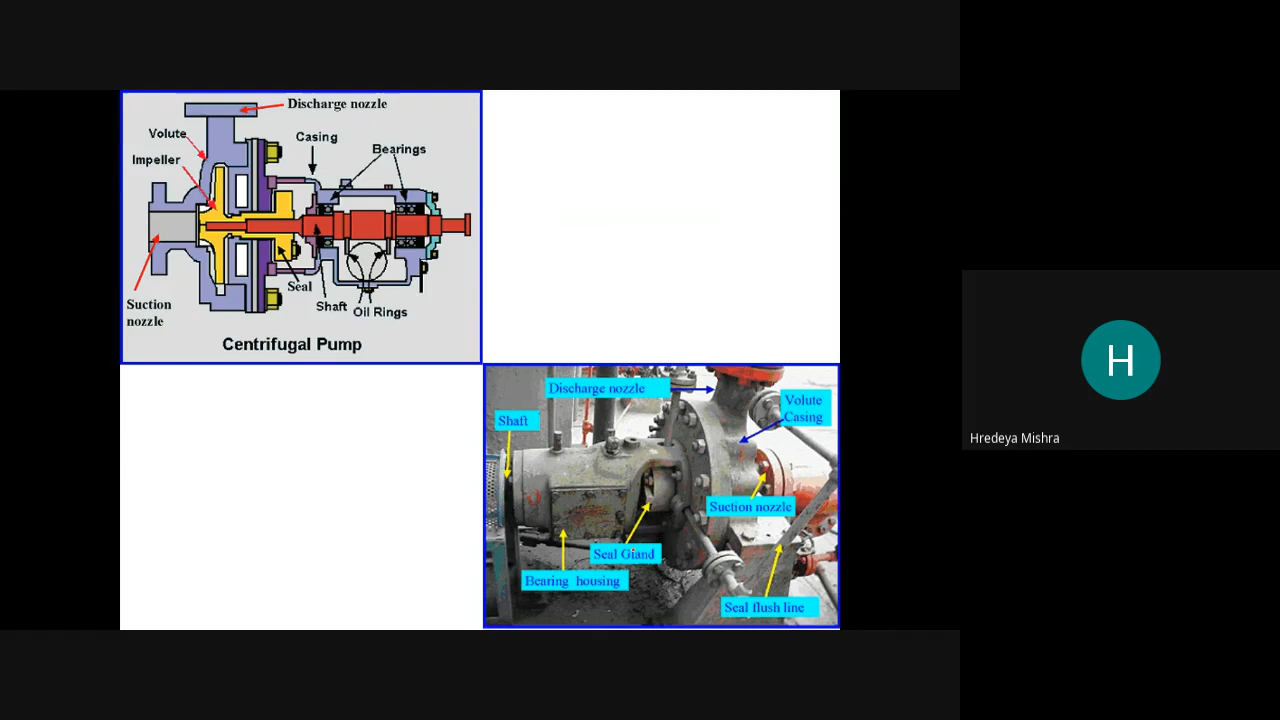 Discharge nozzle
Volute
Casing
Bearings
Impeller
Seal
Suction
nozzle
Shaft
Oil Rings
Centrifugal Pump
Discharge nozzle
Volute
Casing
Shaft
Suction nozzle
Seal Gland
Bearing housing
Seal flush line
H
Hredeya Mishra